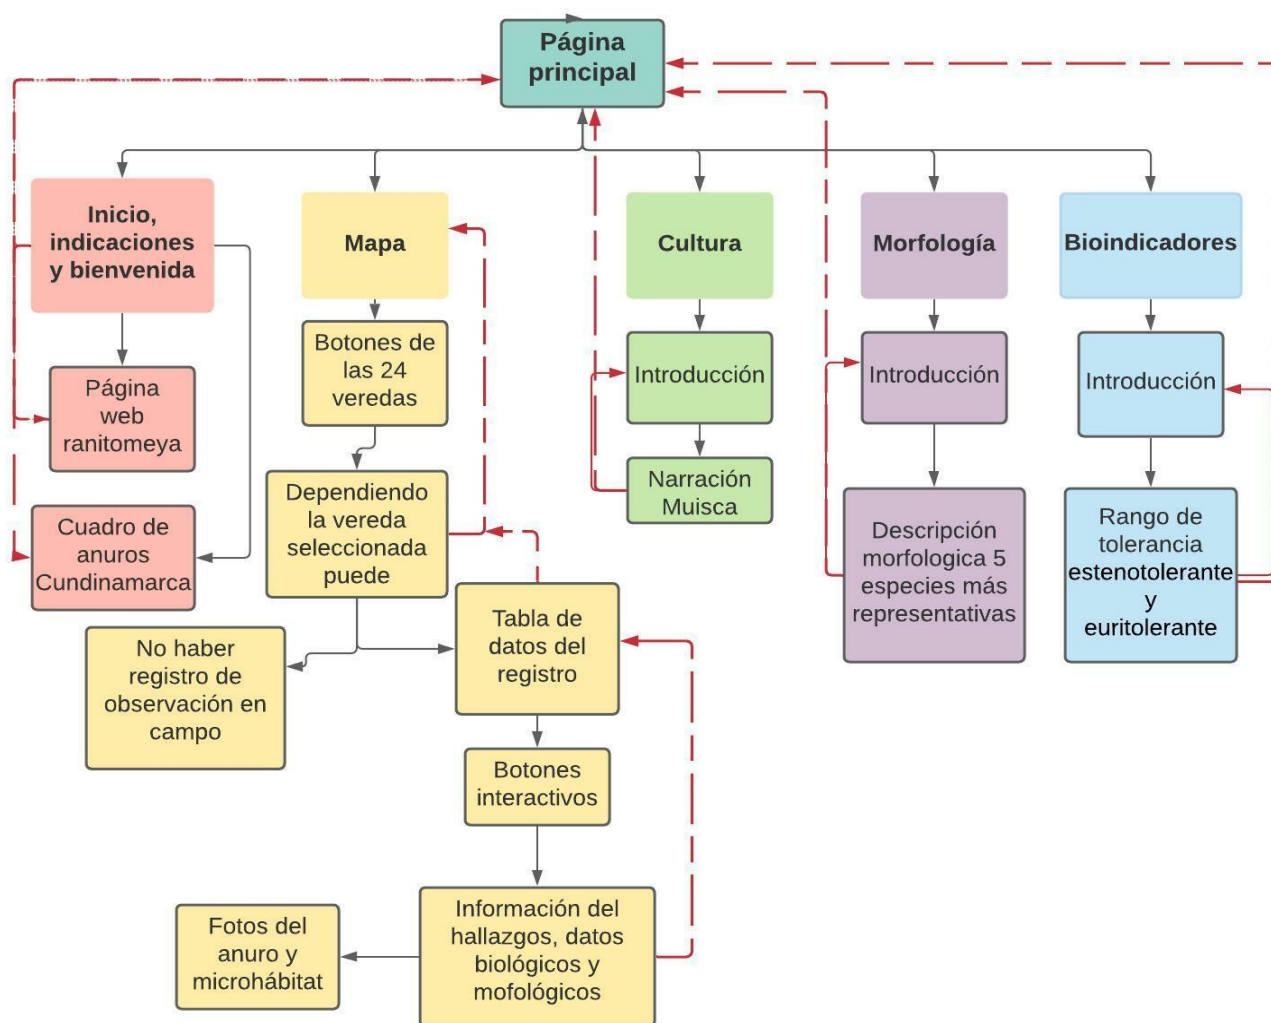 Página
principal
Inicio,
indicaciones
y bienvenida
Mapa
Cultura
Morfología
Bioindicadores
Página
web
ranitomeya
Cuadro de
anuros
Cundinamarca
Botones de
las 24
veredas
Dependiendo
la vereda
seleccionada
puede
No haber
registro de
observación en
campo
Tabla de
datos del
registro
Botones
interactivos
Información del
hallazgos, datos
biológicos y
mofológicos
Fotos del
anuro y
microhábitat
Introducción
Narración
Muisca
Introducción
Descripción
morfologica 5
especies más
representativas
Introducción
Rango de
tolerancia
estenotolerante
y
euritolerante